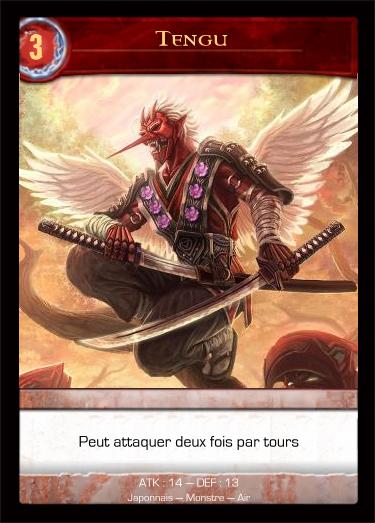 3
Tengu
Peut attaquer deux fois par tours
ATK : 14 – DEF : 13
Japonnais – Monstre – Air